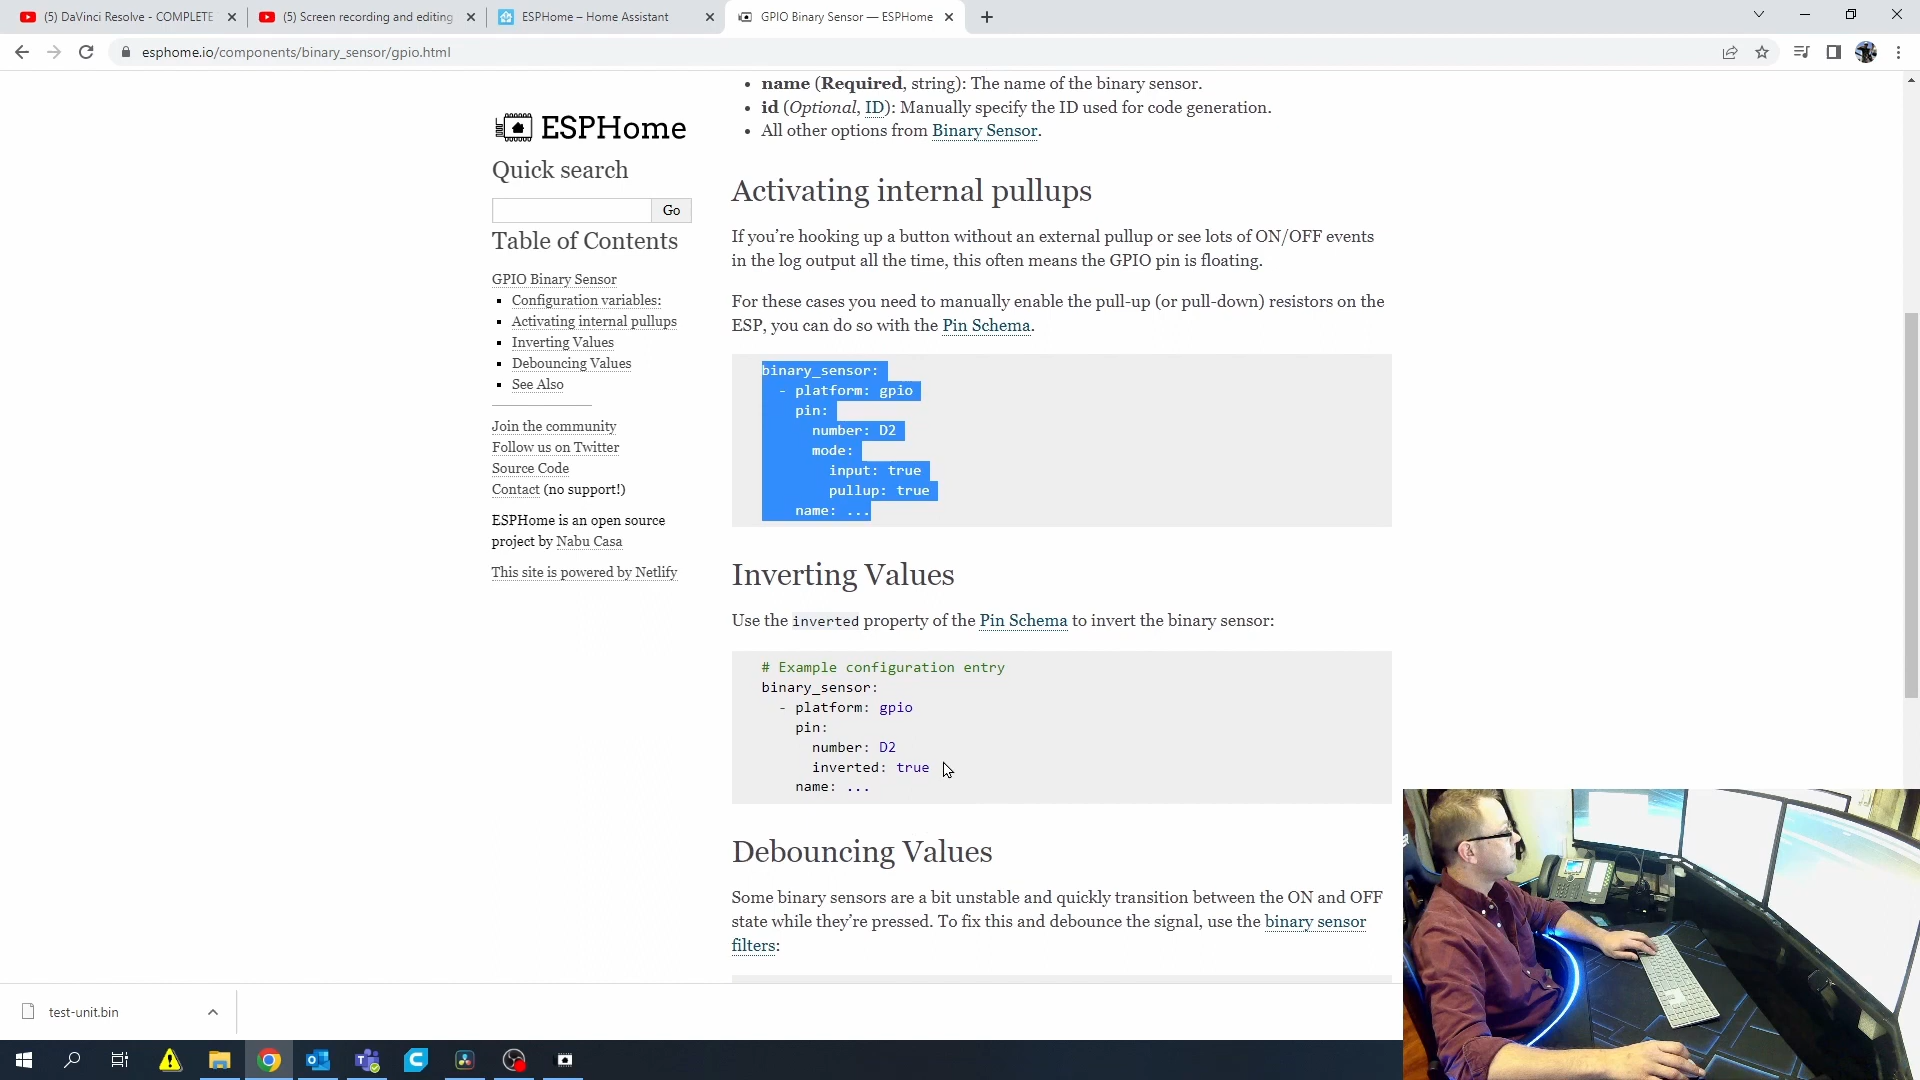 (5) DaVinci Resolve - COMPLETE
(5) Screen recording and editing
ESPHome – Home Assistant
GPIO Binary Sensor — ESPHome
esphome.io/components/binary_sensor/gpio.html
ESPHome
Quick search
Go
Table of Contents
GPIO Binary Sensor
Configuration variables:
Activating internal pullups
Inverting Values
Debouncing Values
See Also
Join the community
Follow us on Twitter
Source Code
Contact (no support!)
ESPHome is an open source
project by Nabu Casa
This site is powered by Netlify
name (Required, string): The name of the binary sensor.
id (Optional, ID): Manually specify the ID used for code generation.
All other options from Binary Sensor.
Activating internal pullups
If you’re hooking up a button without an external pullup or see lots of ON/OFF events
in the log output all the time, this often means the GPIO pin is floating.
For these cases you need to manually enable the pull-up (or pull-down) resistors on the
ESP, you can do so with the Pin Schema.
binary_sensor:
- platform: gpio
pin:
number: D2
mode:
input: true
pullup: true
name: ...
Inverting Values
Use the inverted property of the Pin Schema to invert the binary sensor:
# Example configuration entry
binary_sensor:
- platform: gpio
pin:
number: D2
inverted: true
name: ...
Debouncing Values
Some binary sensors are a bit unstable and quickly transition between the ON and OFF
state while they’re pressed. To fix this and debounce the signal, use the binary sensor
filters:
test-unit.bin